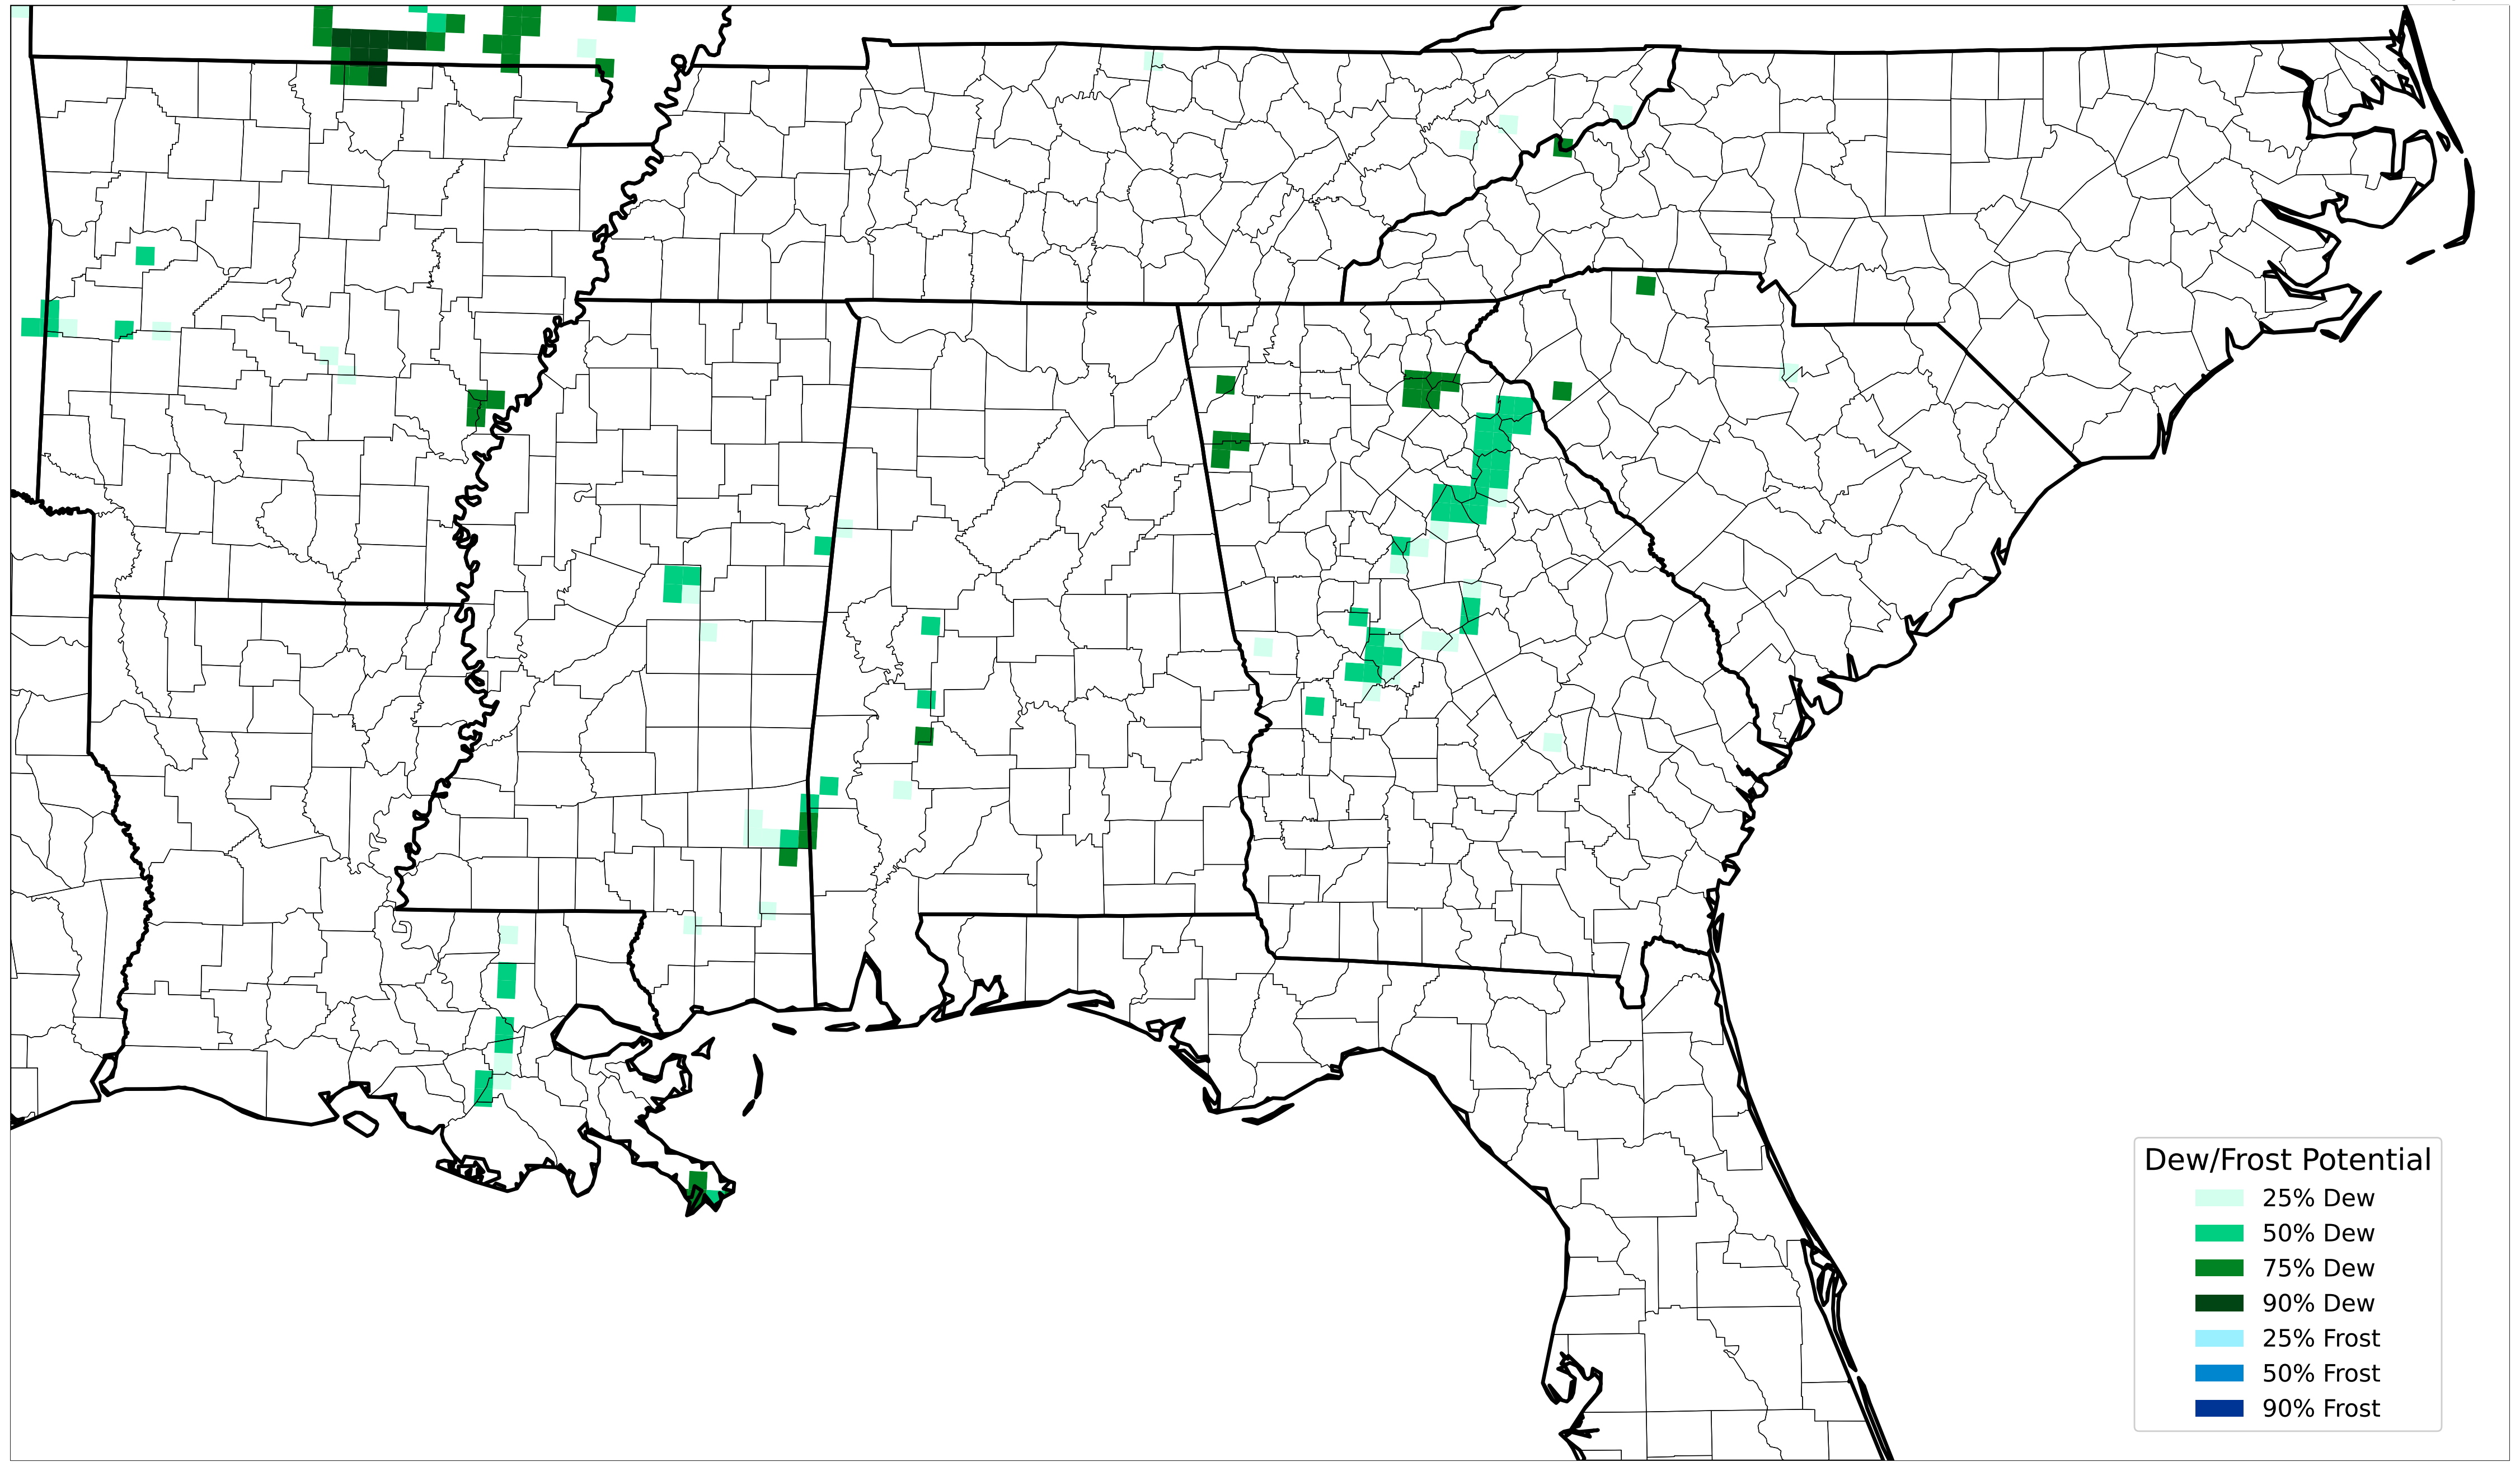 Dew/Frost Potential
25% Dew
50% Dew
75% Dew
90% Dew
25% Frost
50% Frost
90% Frost